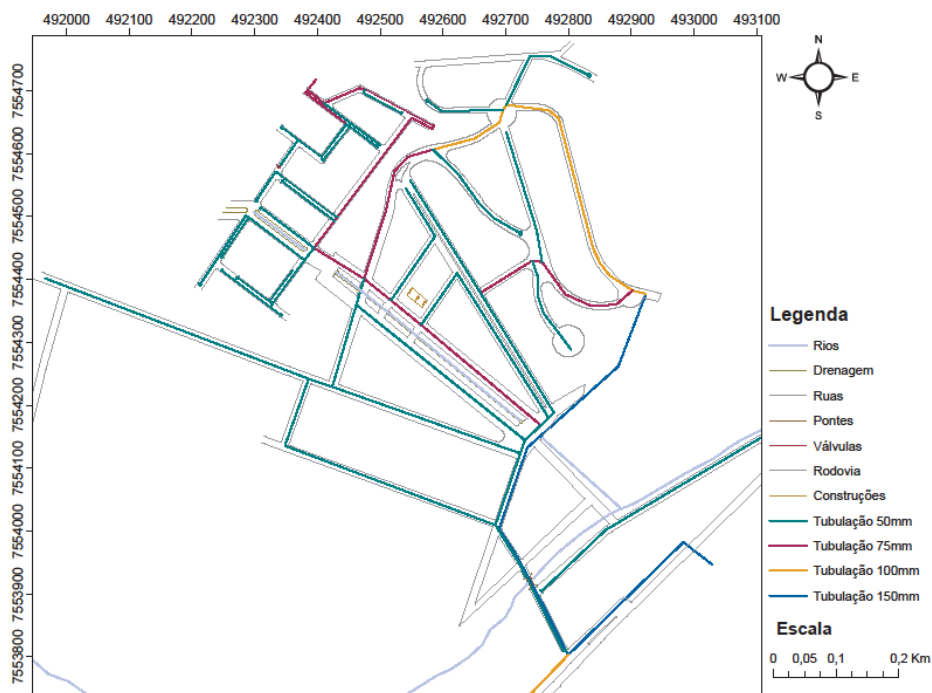 492000 492100 492200 492300 492400 492500 492600 492700 492800 492900 493000 493100
7554700
7554600
7554500
7554400
7554300
7554200
7554100
7554000
7553900
7553800
N
W E
S
Legenda
Rios
Drenagem
Ruas
Pontes
Válvulas
Rodovia
Construções
Tubulação 50mm
Tubulação 75mm
Tubulação 100mm
Tubulação 150mm
Escala
0 0,05 0,1 0,2 Km